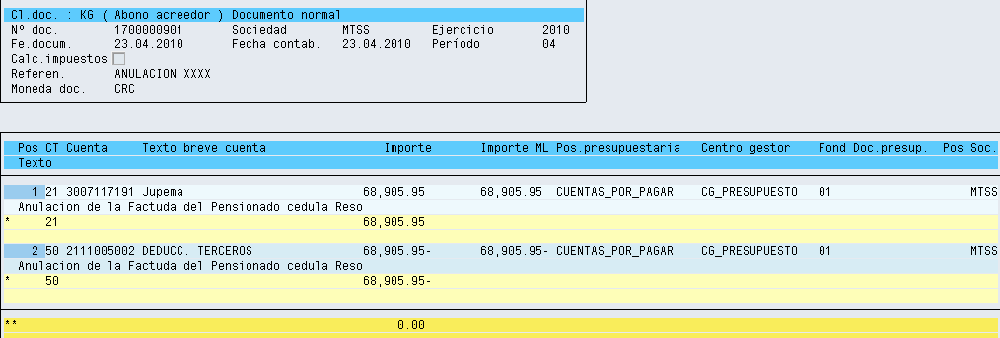 Cl.doc. : KG ( Abono acreedor ) Documento normal
Nº doc. 1700000901 Sociedad MTSS Ejercicio 2010
Fe.docum. 23.04.2010 Fecha contab. 23.04.2010 Período 04
Calc.impuestos
Referen. ANULACION XXXX
Moneda doc. CRC
Pos CT Cuenta Texto breve cuenta Importe Importe ML Pos.presupuestaria Centro gestor Fond Doc.presup. Pos Soc.
Texto
1 21 3007117191 Jupema 68,905.95 68,905.95 CUENTAS_POR_PAGAR CG_PRESUPUESTO 01 MTSS
Anulacion de la Factuda del Pensionado cedula Reso
* 21 68,905.95
2 50 2111005002 DEDUCC. TERCEROS 68,905.95- 68,905.95- CUENTAS_POR_PAGAR CG_PRESUPUESTO 01 MTSS
Anulacion de la Factuda del Pensionado cedula Reso
* 50 68,905.95-
** 0.00